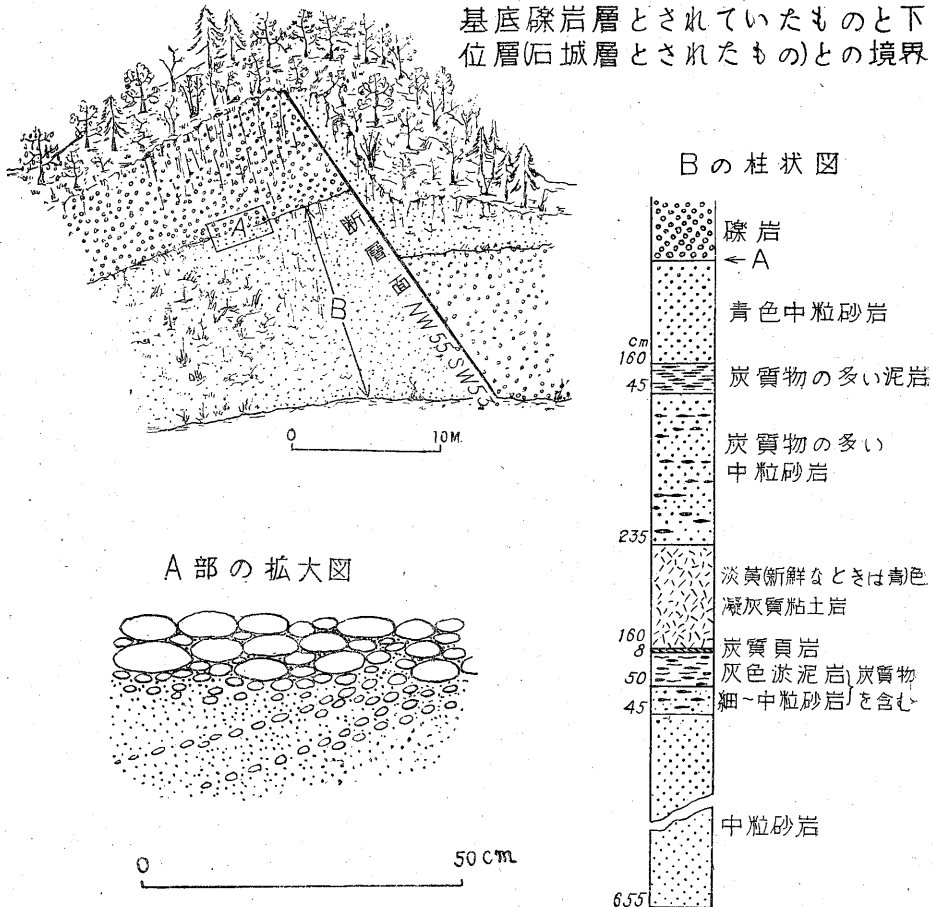 基底礫岩層とされていたものと下
位層(石城層とされたもの)との境界
A
B
断層面NW55°,SW53°
0 10M.
Bの柱状図
礫岩
←A
青色中粒砂岩
cm
160
45
炭質物の多い泥岩
炭質物の多い
中粒砂岩
235
淡黄(新鮮なときは青)色
凝灰質粘土岩
160
8
炭質頁岩
50
灰色淤泥岩}炭質物
45
細~中粒砂岩}を含む
中粒砂岩
655
A部の拡大図
0 50cm